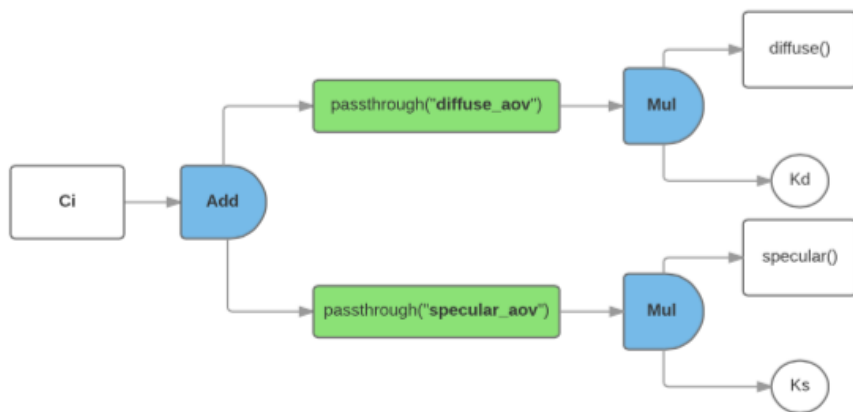 diffuse()
passthrough("diffuse_aov")
Mul
Kd
Ci
Add
specular()
passthrough("specular_aov")
Mul
Ks